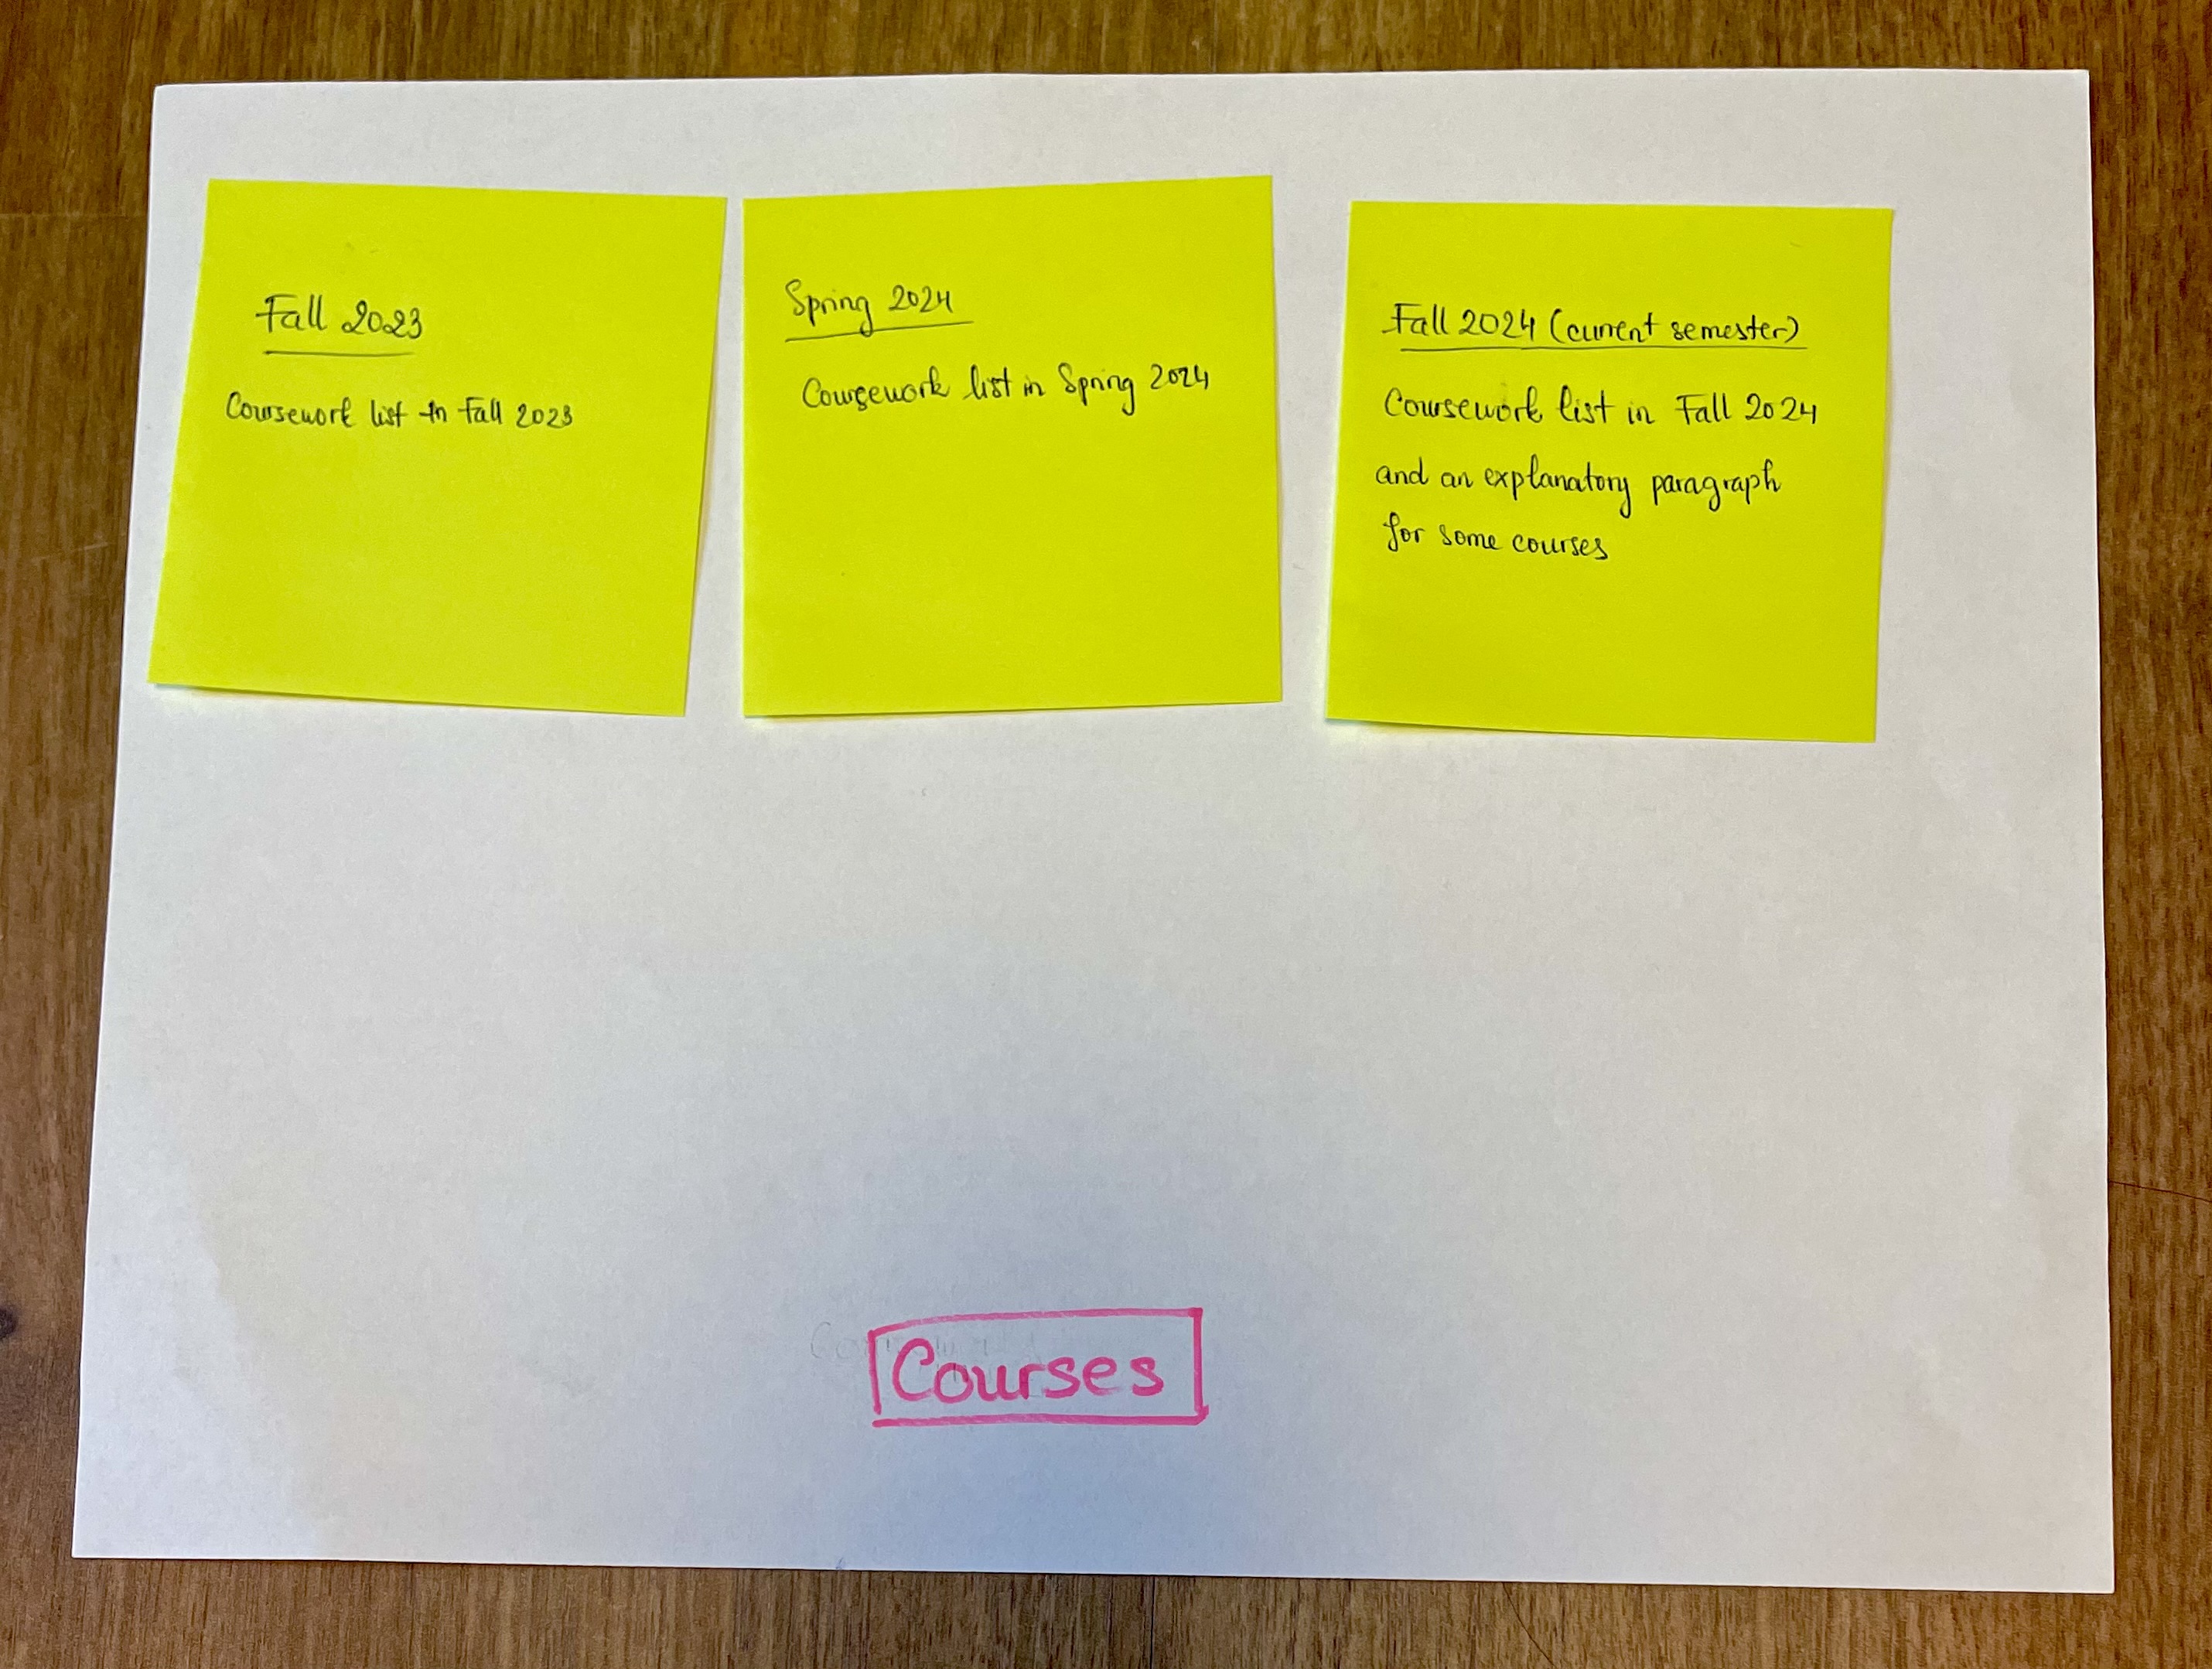 Fall 2023
Coursework list in Fall 2023
Spring 2024
Coursework list in Spring 2024
Fall 2024 (current semester)
Coursework list in Fall 2024
and an explanatory paragraph
for some courses
Courses